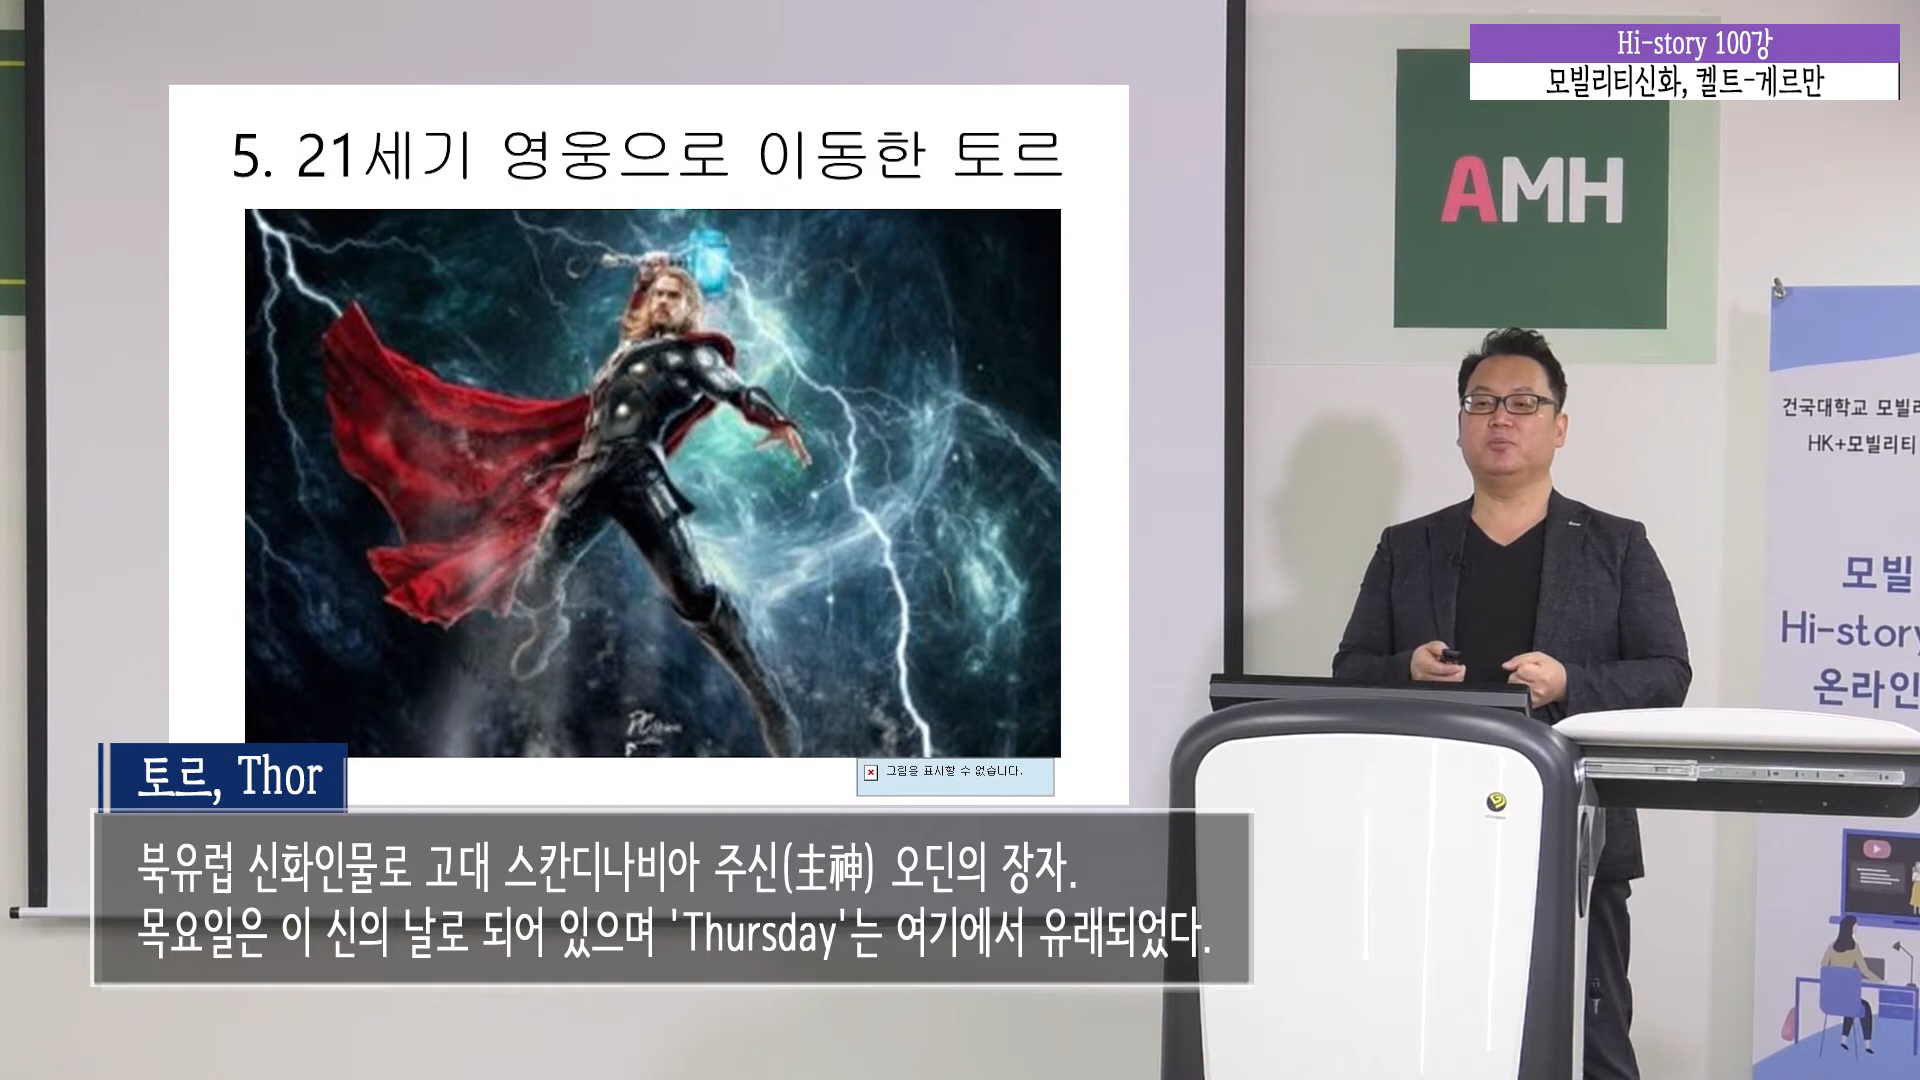 Hi-story 100강
모빌리티신화, 켈트-게르만
AMH
5. 21세기 영웅으로 이동한 토르
그림을 표시할 수 없습니다.
건국대학교
HK+모빌리티
Hi-story
온라인
토르, Thor
북유럽 신화인물로 고대 스칸디나비아 주신(主神) 오딘의 장자.
목요일은 이 신의 날로 되어 있으며 'Thursday'는 여기에서 유래되었다.